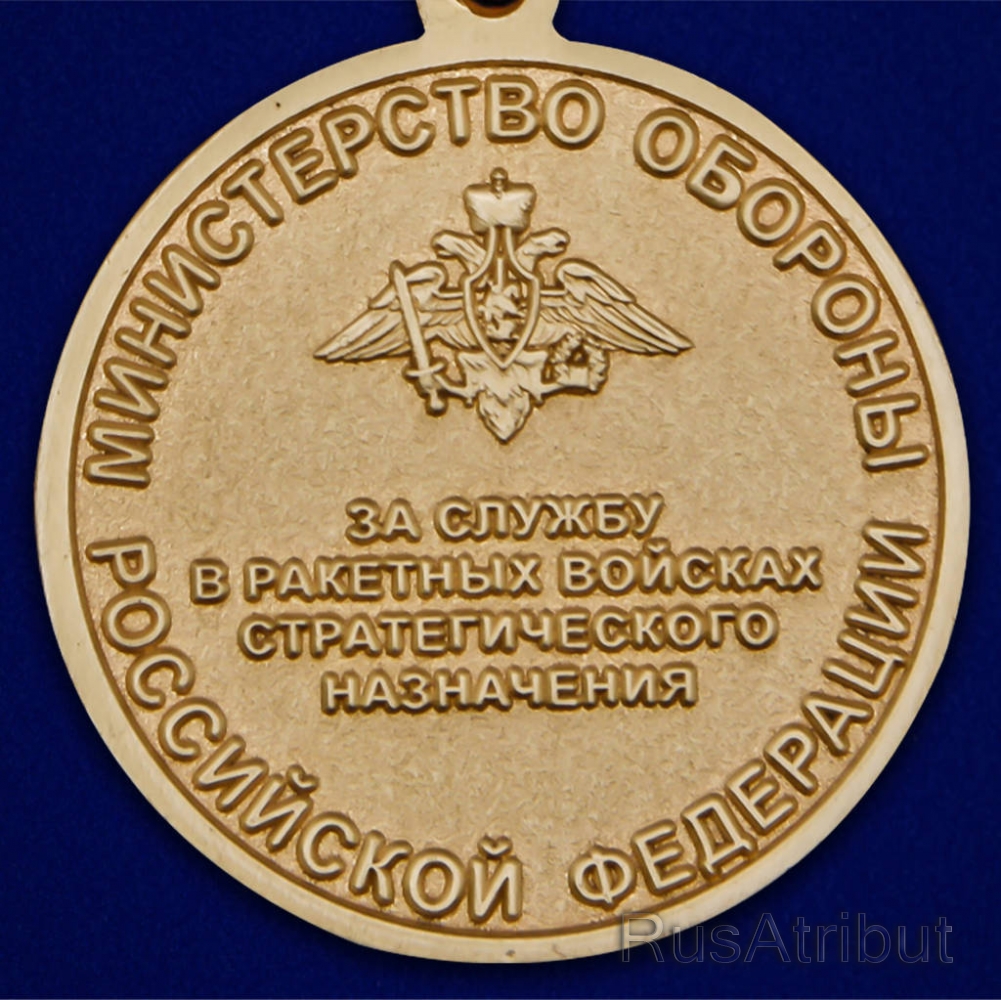 МИНИСТЕРСТВО ОБОРОНЫ
РОССИЙСКОЙ ФЕДЕРАЦИИ
ЗА СЛУЖБУ
В РАКЕТНЫХ ВОЙСКАХ
СТРАТЕГИЧЕСКОГО
НАЗНАЧЕНИЯ
RusAtribut